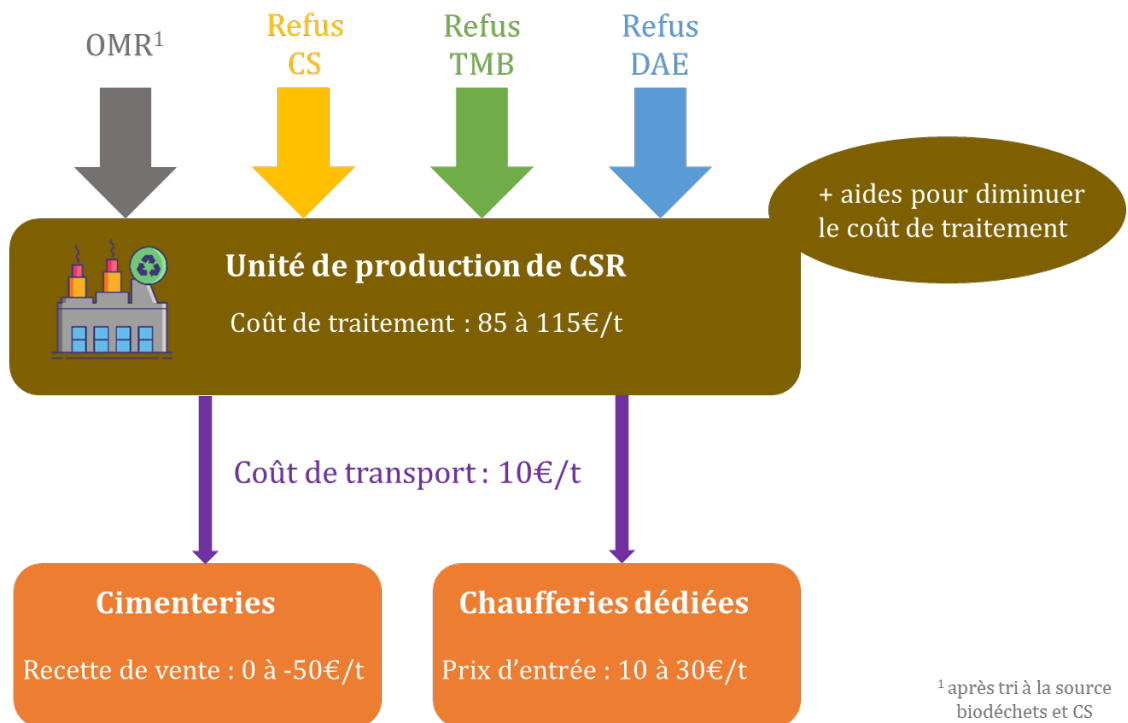 OMR¹
Refus
CS
Refus
TMB
Refus
DAE
+ aides pour diminuer
le coût de traitement
Unité de production de CSR
Coût de traitement : 85 à 115€/t
Coût de transport : 10€/t
Cimenteries
Recette de vente : 0 à -50€/t
Chaufferies dédiées
Prix d’entrée : 10 à 30€/t
¹ après tri à la source
biodéchets et CS